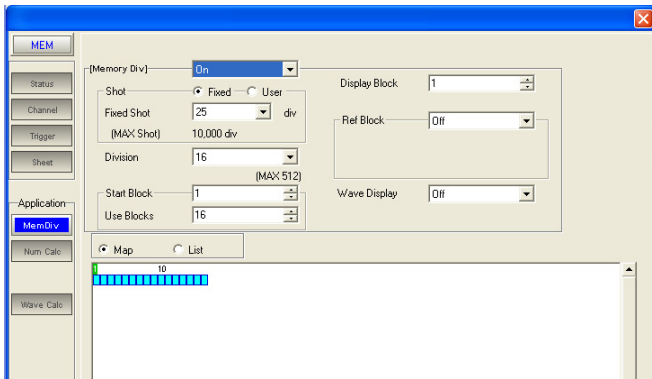 MEM
Status
Channel
Trigger
Sheet
Application
MemDiv
Num Calc
Wave Calc
[Memory Div] On
Shot Fixed User
Fixed Shot 25 div
(MAX Shot) 10,000 div
Division 16
(MAX 512)
Start Block 1
Use Blocks 16
Display Block 1
Ref Block Off
Wave Display Off
Map List
1 10